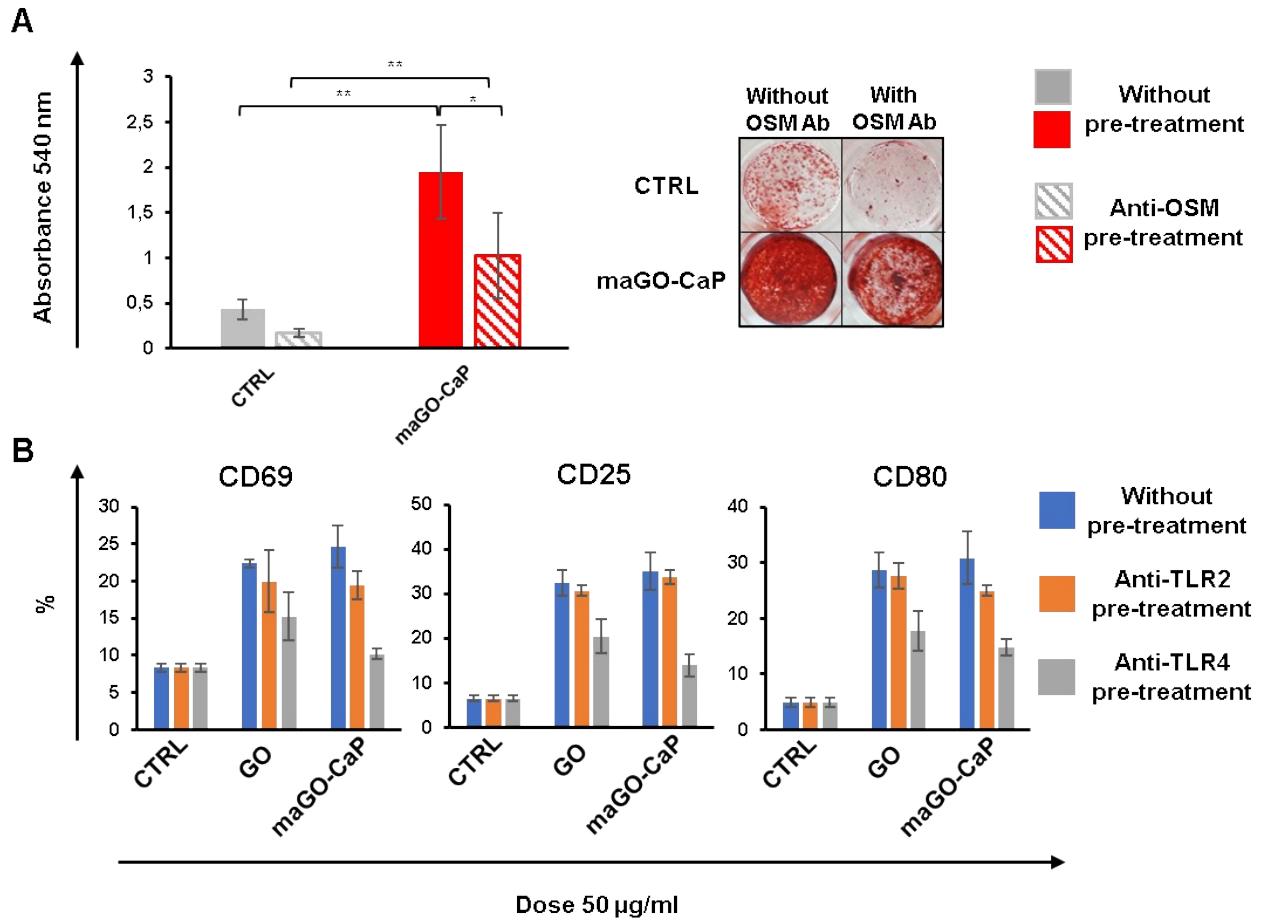 A
Absorbance 540 nm
3
2,5
2
1,5
1
0,5
0
**
**
*
CTRL
maGO-CaP
Without
OSM Ab
With
OSM Ab
CTRL
maGO-CaP
Without
pre-treatment
Anti-OSM
pre-treatment
B
%
CD69
30
25
20
15
10
5
0
CTRL
GO
maGO-CaP
CD25
50
40
30
20
10
0
CTRL
GO
maGO-CaP
CD80
40
30
20
10
0
CTRL
GO
maGO-CaP
Without
pre-treatment
Anti-TLR2
pre-treatment
Anti-TLR4
pre-treatment
Dose 50 µg/ml